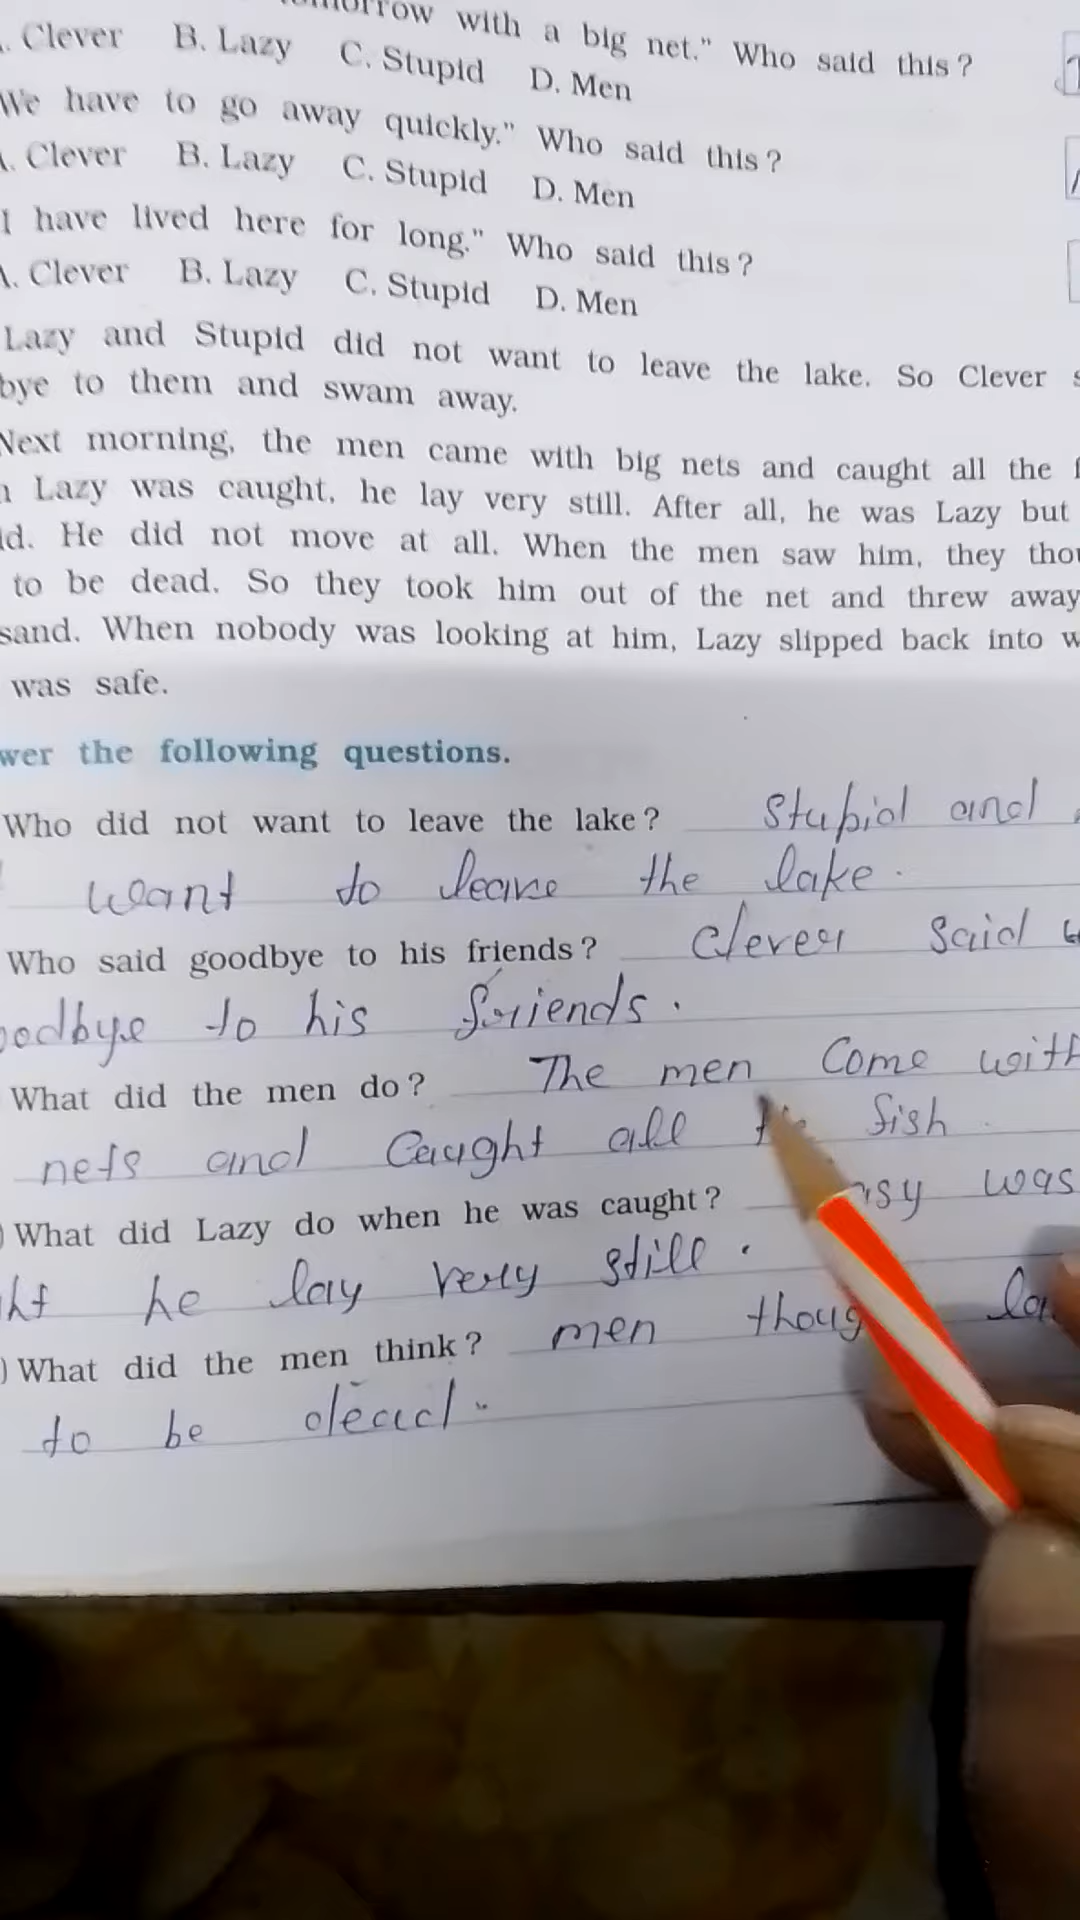 with a big net." Who said this?
. Clever B. Lazy C. Stupid D. Men
We have to go away quickly." Who said this?
. Clever B. Lazy C. Stupid D. Men
I have lived here for long." Who said this?
. Clever B. Lazy C. Stupid D. Men
Lazy and Stupid did not want to leave the lake. So Clever
bye to them and swam away.
Next morning, the men came with big nets and caught all the
Lazy was caught, he lay very still. After all, he was Lazy but
He did not move at all. When the men saw him, they
to be dead. So they took him out of the net and threw away
sand. When nobody was looking at him, Lazy slipped back into
was safe.
the following questions.
Who did not want to leave the lake? Stupid and
want to leave the lake.
Who said goodbye to his friends? Clever said
to his friends.
What did the men do? The men come with
nets and caught all fish
What did Lazy do when he was caught? was
he lay very still.
) What did the men think? men
to be dead.